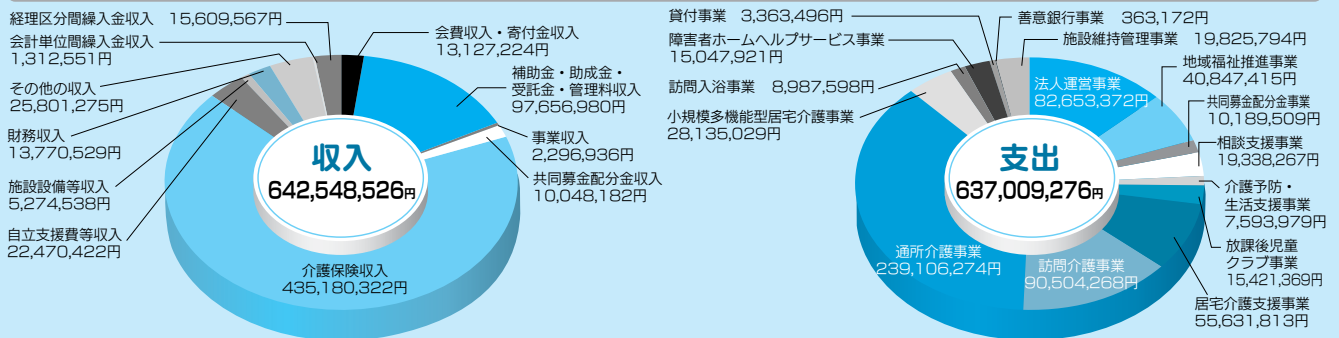 経理区分間繰入金収入 15,609,567円
会計単位間繰入金収入
1,312,551円
その他の収入
25,801,275円
財務収入
13,770,529円
施設設備等収入
5,274,538円
自立支援費等収入
22,470,422円
会費収入・寄付金収入
13,127,224円
補助金・助成金・
受託金・管理料収入
97,656,980円
事業収入
2,296,936円
共同募金配分金収入
10,048,182円
介護保険収入
435,180,322円
収入
642,548,526円
貸付事業 3,363,496円
障害者ホームヘルプサービス事業
15,047,921円
訪問入浴事業 8,987,598円
小規模多機能型居宅介護事業
28,135,029円
善意銀行事業 363,172円
施設維持管理事業 19,825,794円
法人運営事業
82,653,372円
地域福祉推進事業
40,847,415円
共同募金配分金事業
10,189,509円
相談支援事業
19,338,267円
介護予防・
生活支援事業
7,593,979円
放課後児童
クラブ事業
15,421,369円
居宅介護支援事業
55,631,813円
訪問介護事業
90,504,268円
通所介護事業
239,106,274円
支出
637,009,276円